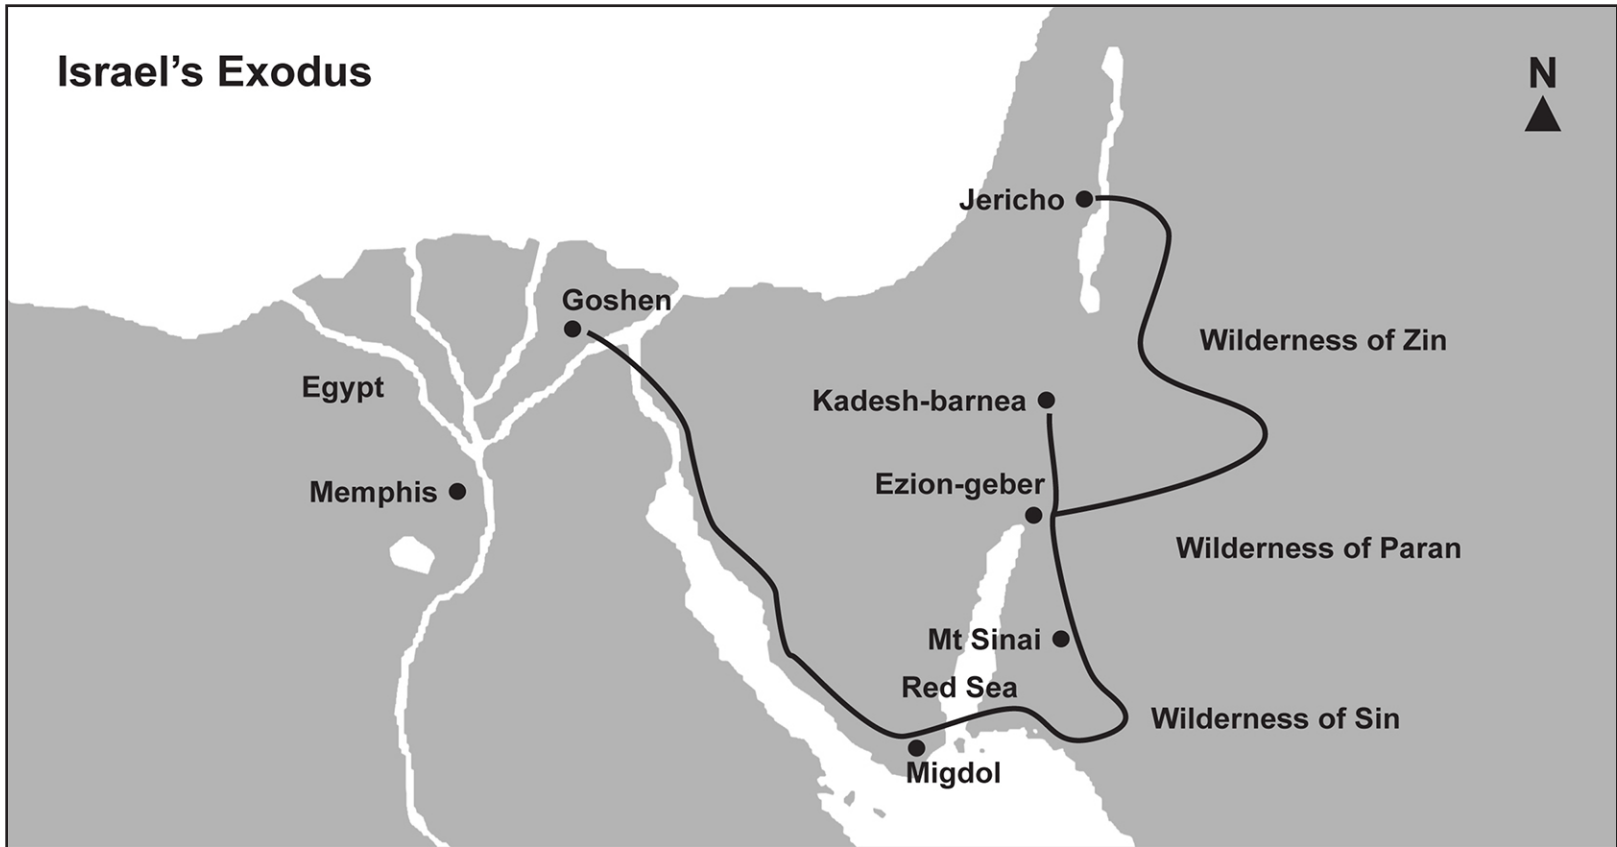 Israel's Exodus
N
Jericho
Goshen
Wilderness of Zin
Egypt
Kadesh-barnea
Ezion-geber
Memphis
Wilderness of Paran
Mt Sinai
Red Sea
Wilderness of Sin
Migdol